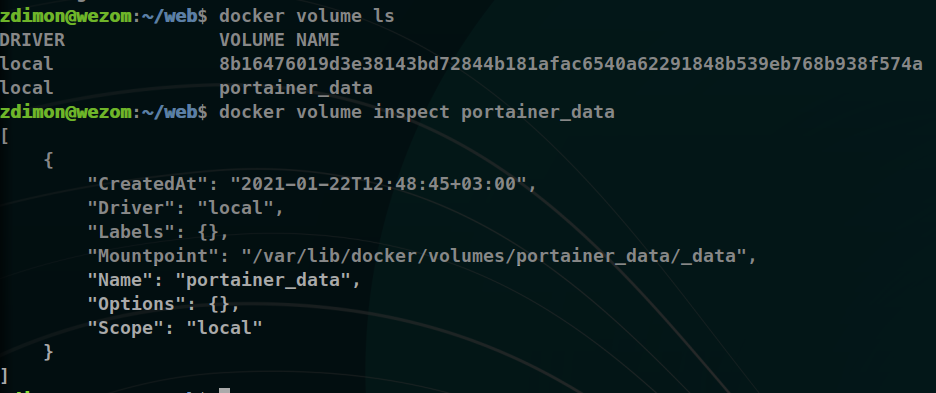 zdimon@wezom:~/web$ docker volume ls
DRIVER              VOLUME NAME
local               8b16476019d3e38143bd72844b181afac6540a62291848b539eb768b938f574a
local               portainer_data
zdimon@wezom:~/web$ docker volume inspect portainer_data
[
    {
        "CreatedAt": "2021-01-22T12:48:45+03:00",
        "Driver": "local",
        "Labels": {},
        "Mountpoint": "/var/lib/docker/volumes/portainer_data/_data",
        "Name": "portainer_data",
        "Options": {},
        "Scope": "local"
    }
]